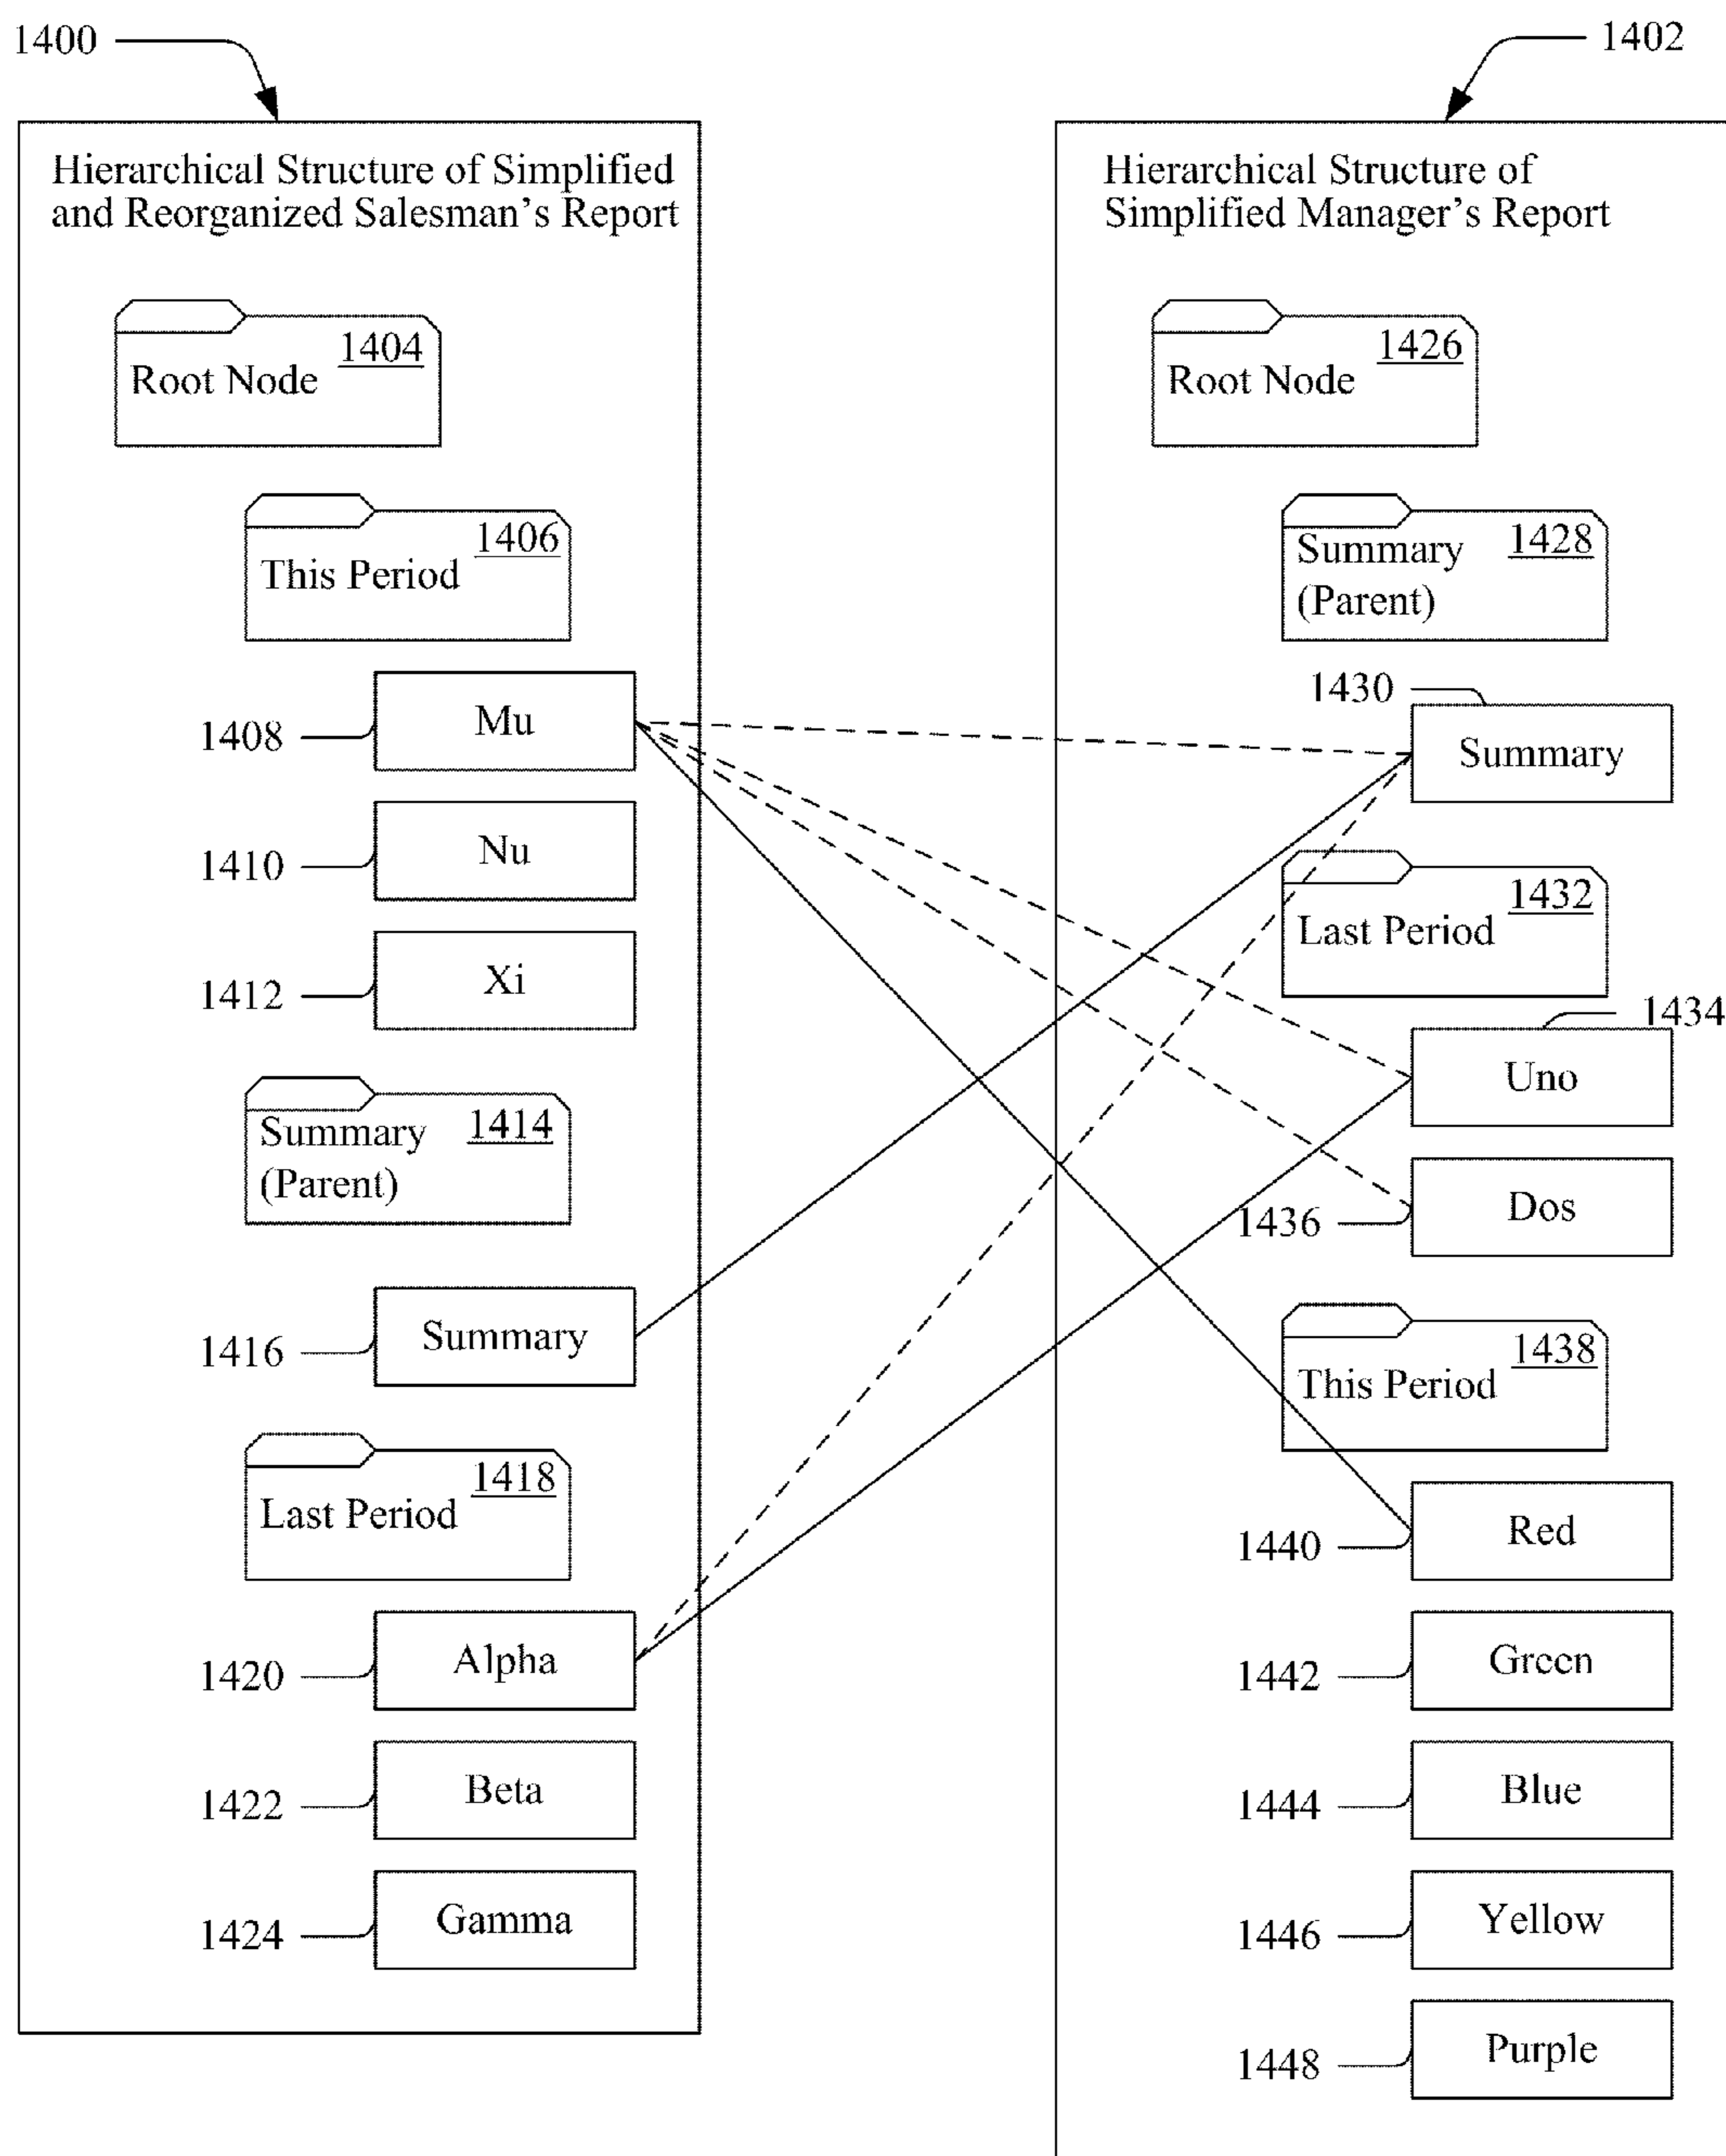 1400
1402
Hierarchical Structure of Simplified
and Reorganized Salesman's Report
1404
Root Node
1406
This Period
1408
Mu
1410
Nu
1412
Xi
1414
Summary
(Parent)
1416
Summary
1418
Last Period
1420
Alpha
1422
Beta
1424
Gamma
Hierarchical Structure of
Simplified Manager's Report
1426
Root Node
1428
Summary
(Parent)
1430
Summary
1432
Last Period
1434
Uno
1436
Dos
1438
This Period
1440
Red
1442
Green
1444
Blue
1446
Yellow
1448
Purple